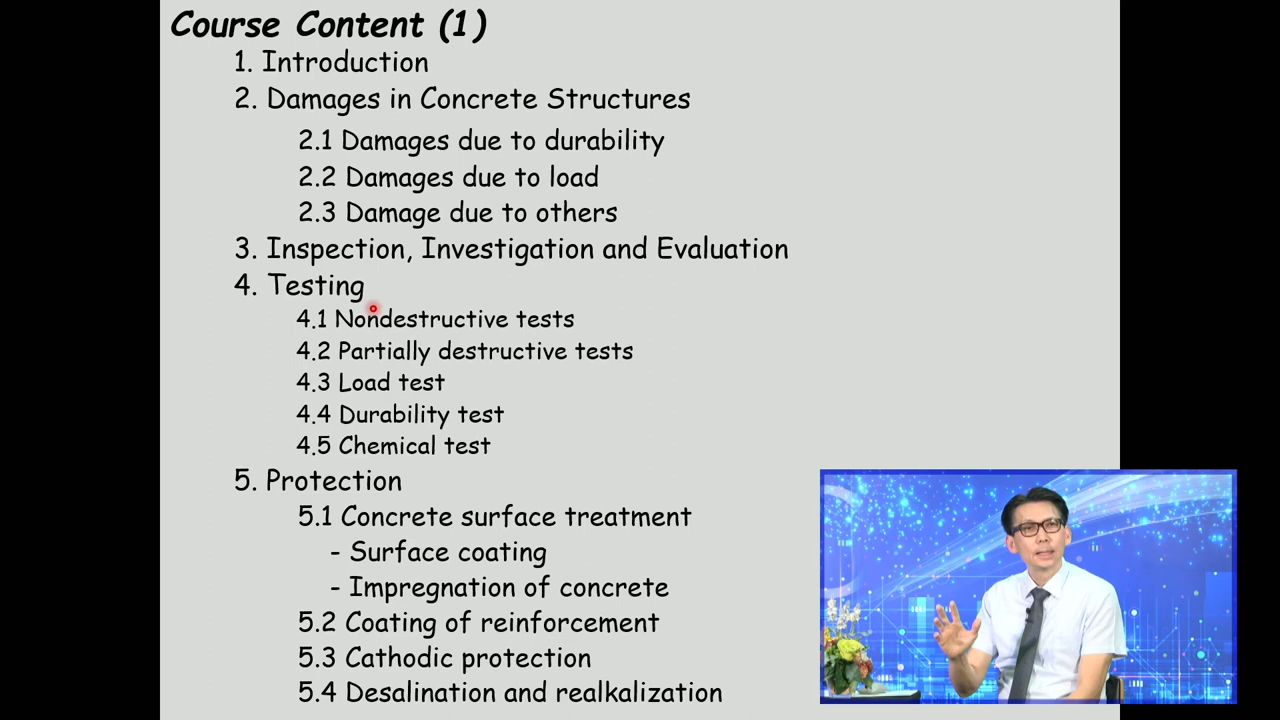 Course Content (1)
1. Introduction
2. Damages in Concrete Structures
2.1 Damages due to durability
2.2 Damages due to load
2.3 Damage due to others
3. Inspection, Investigation and Evaluation
4. Testing
4.1 Nondestructive tests
4.2 Partially destructive tests
4.3 Load test
4.4 Durability test
4.5 Chemical test
5. Protection
5.1 Concrete surface treatment
- Surface coating
- Impregnation of concrete
5.2 Coating of reinforcement
5.3 Cathodic protection
5.4 Desalination and realkalization